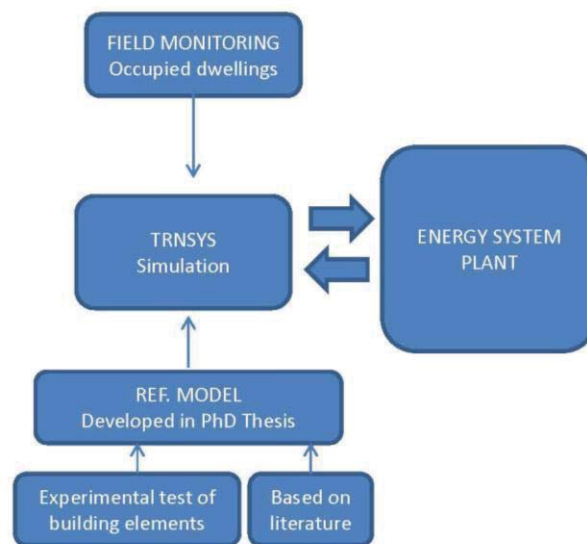 FIELD MONITORING
Occupied dwellings
TRNSYS
Simulation
ENERGY SYSTEM
PLANT
REF. MODEL
Developed in PhD Thesis
Experimental test of
building elements
Based on
literature